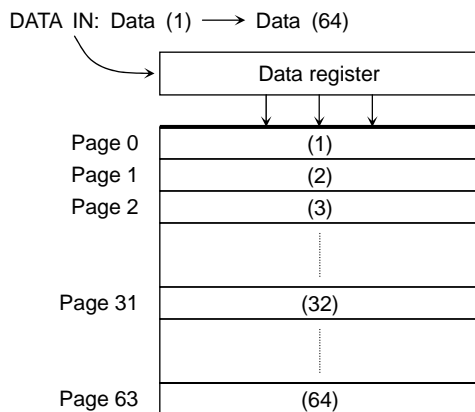 DATA IN: Data (1) → Data (64)
Data register
Page 0 (1)
Page 1 (2)
Page 2 (3)
Page 31 (32)
Page 63 (64)